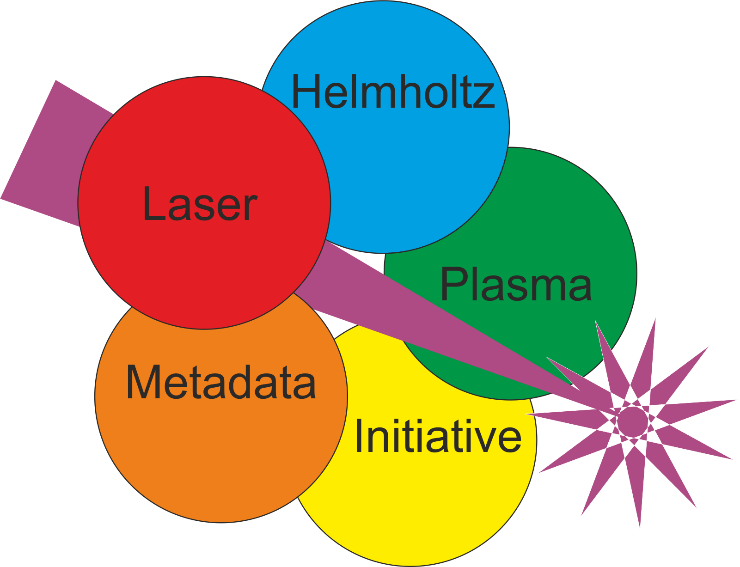 Helmholtz
Laser
Plasma
Metadata
Initiative